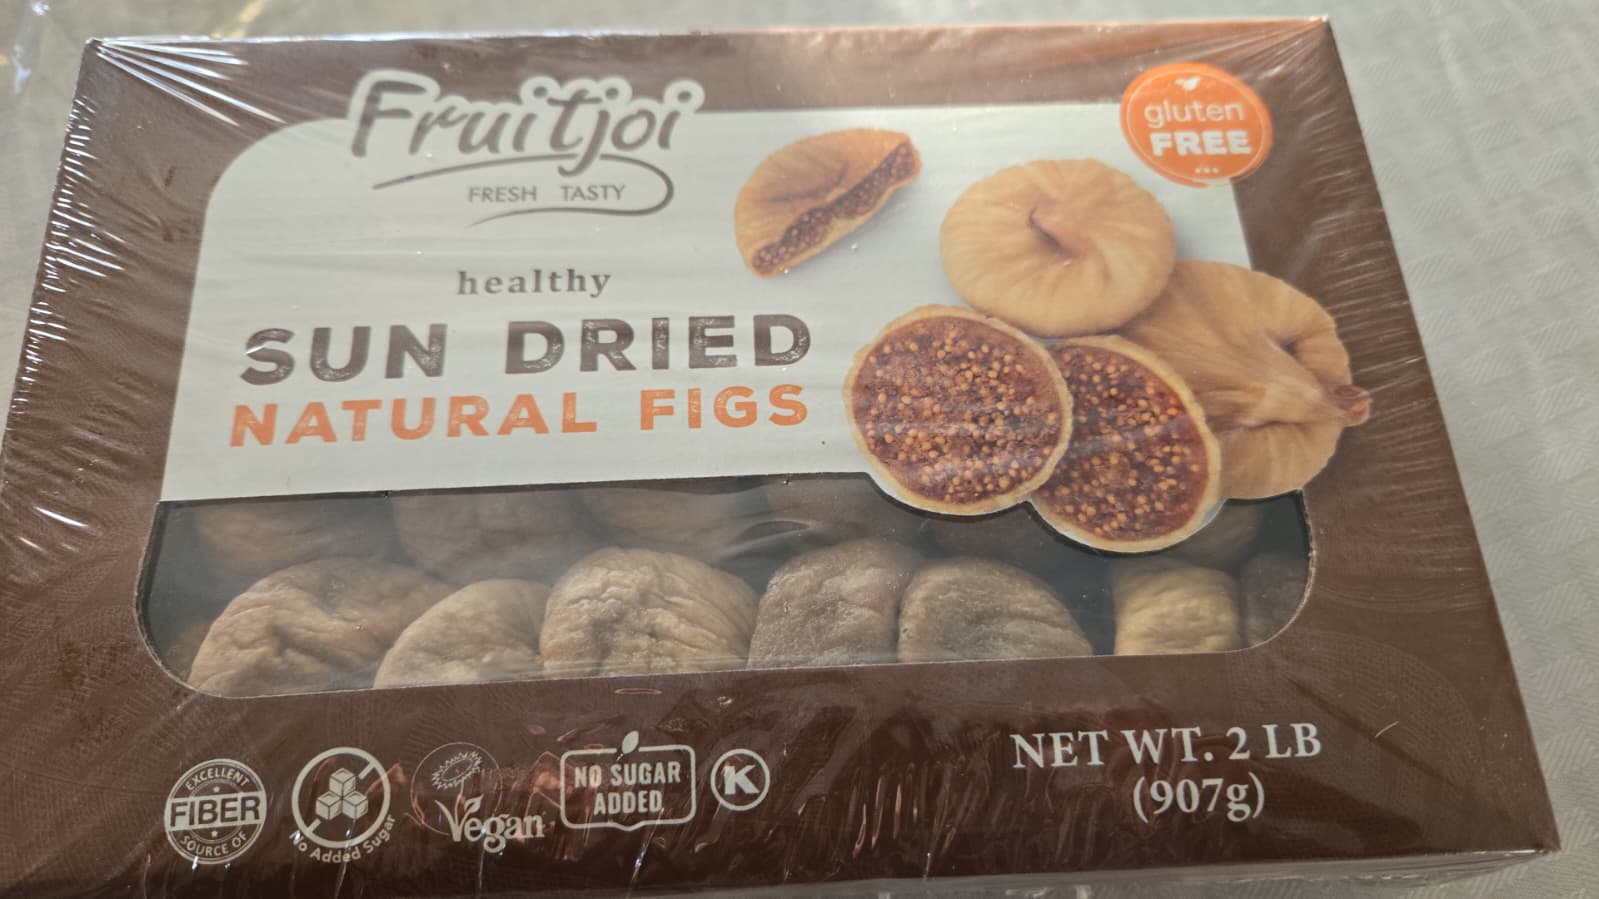 Fruitjoi
FRESH TASTY
gluten
FREE
healthy
SUN DRIED
NATURAL FIGS
EXCELLENT
FIBER
SOURCE OF
No Added Sugar
Vegan
NO SUGAR
ADDED
K
NET WT. 2 LB
(907g)